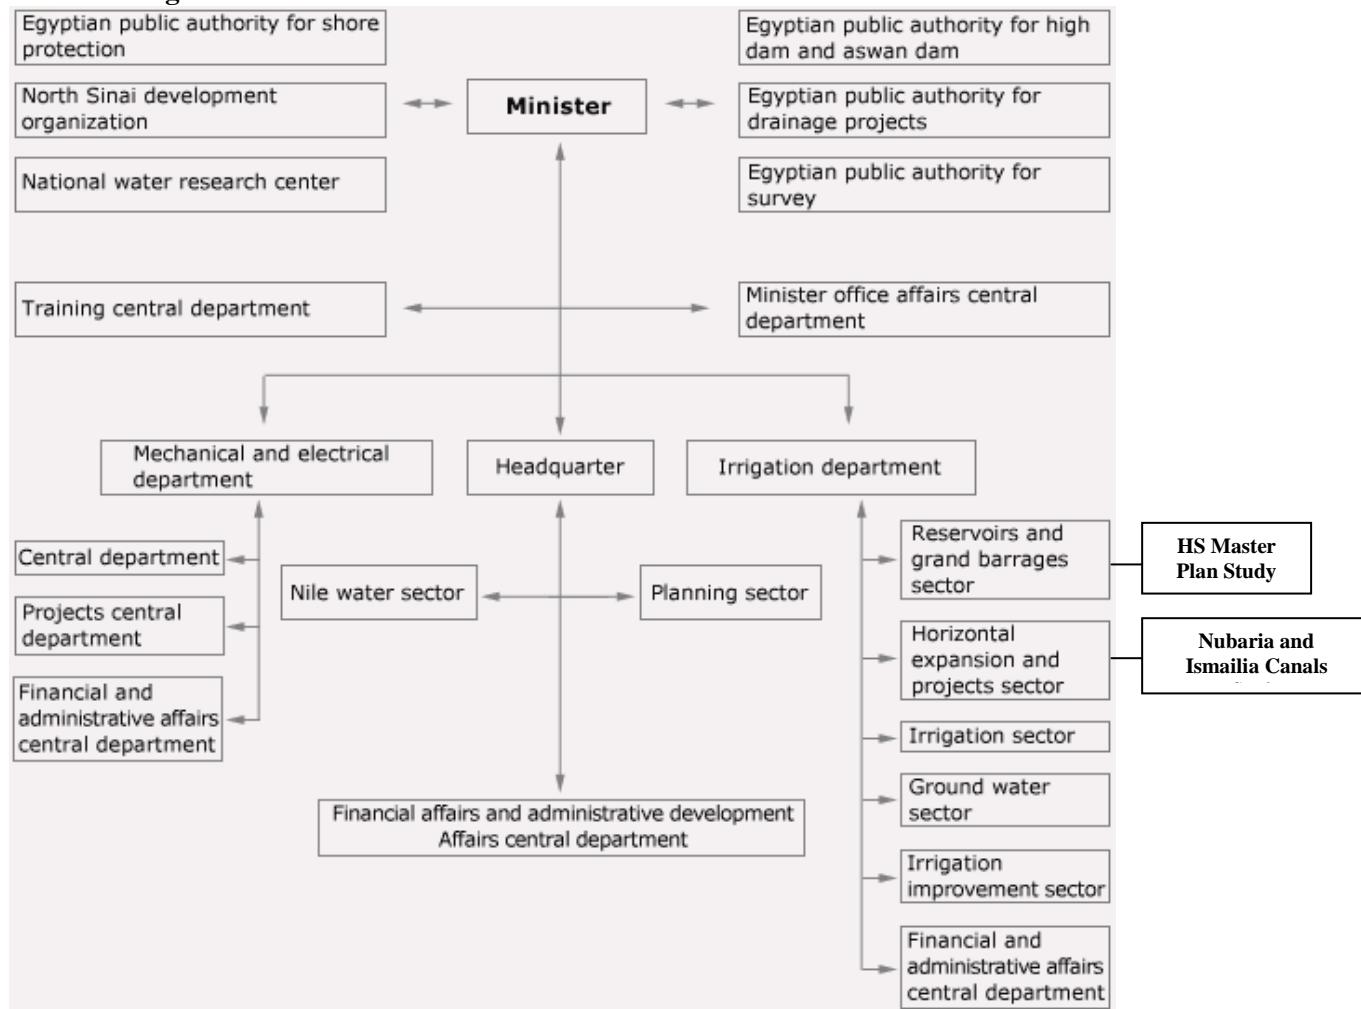 Egyptian public authority for shore
protection
Egyptian public authority for high
dam and aswan dam
North Sinai development
organization
Minister
Egyptian public authority for
drainage projects
National water research center
Egyptian public authority for
survey
Training central department
Minister office affairs central
department
Mechanical and electrical
department
Headquarter
Irrigation department
Central department
Projects central
department
Financial and
administrative affairs
central department
Nile water sector
Planning sector
Financial affairs and administrative development
Affairs central department
Reservoirs and
grand barrages
sector
HS Master
Plan Study
Horizontal
expansion and
projects sector
Nubaria and
Ismailia Canals
Irrigation sector
Ground water
sector
Irrigation
improvement sector
Financial and
administrative affairs
central department